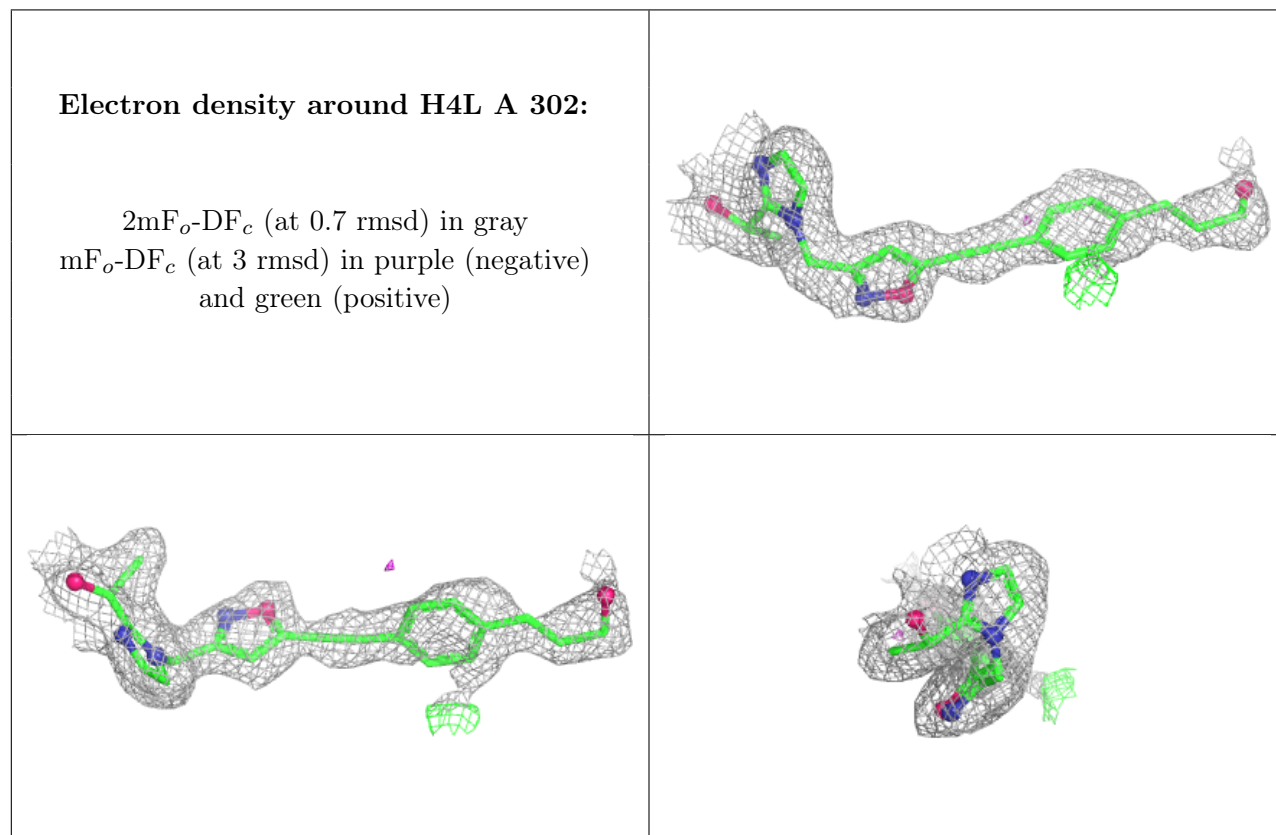 Electron density around H4L A 302:
2mFo-DFc (at 0.7 rmsd) in gray
mFo-DFc (at 3 rmsd) in purple (negative)
and green (positive)